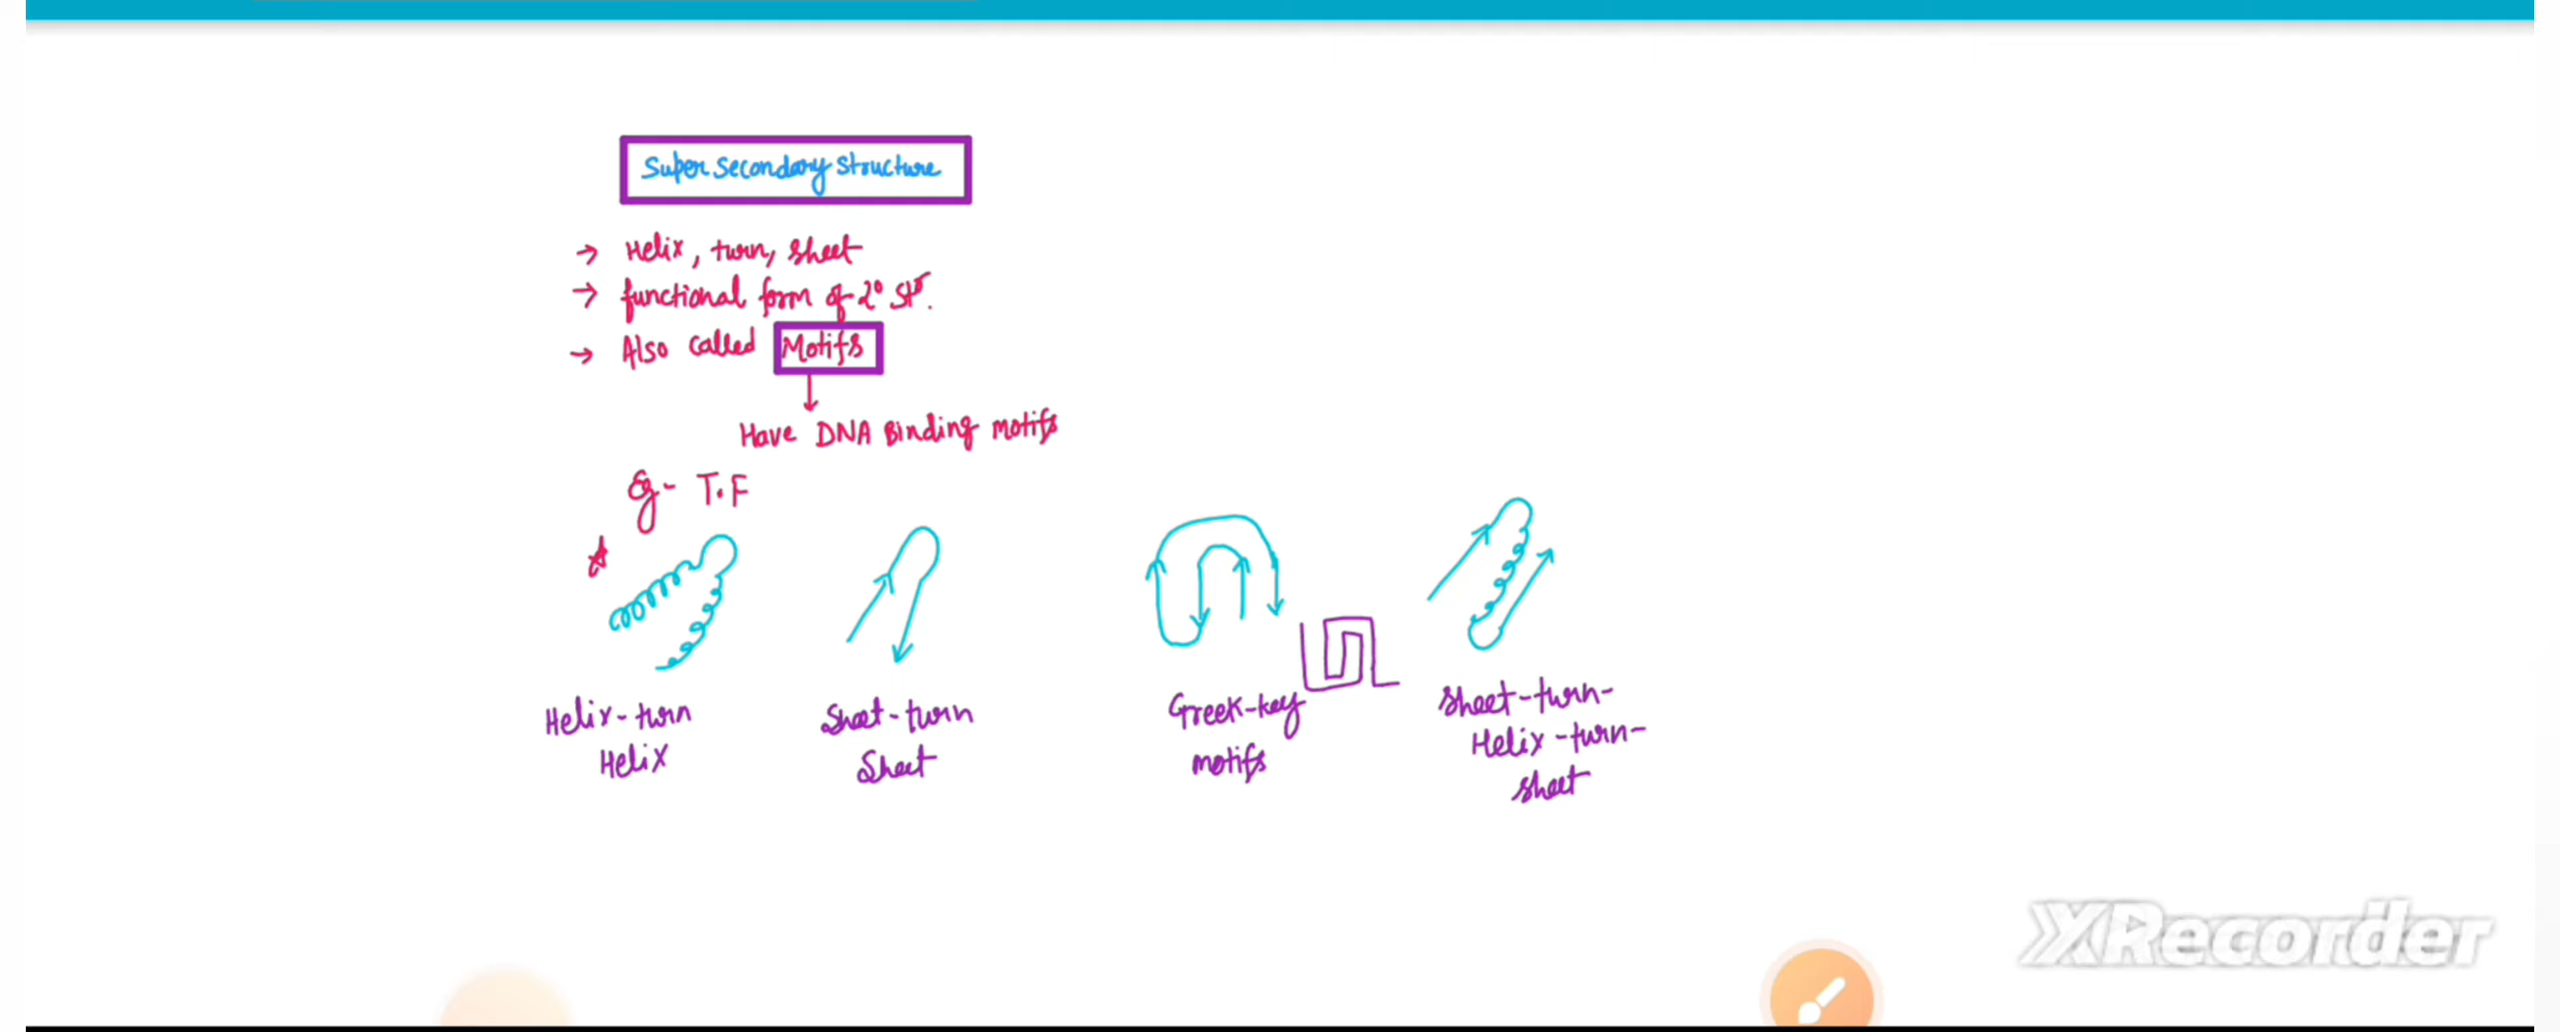 Super Secondary Structure
→ Helix, turn, sheet
→ functional form of 2° Str.
→ Also called Motifs
Have DNA Binding motifs
Eg - T.F
Helix-turn
Helix
Sheet-turn
Sheet
Greek-key
motifs
Sheet-turn-
Helix-turn-
sheet
XRecorder